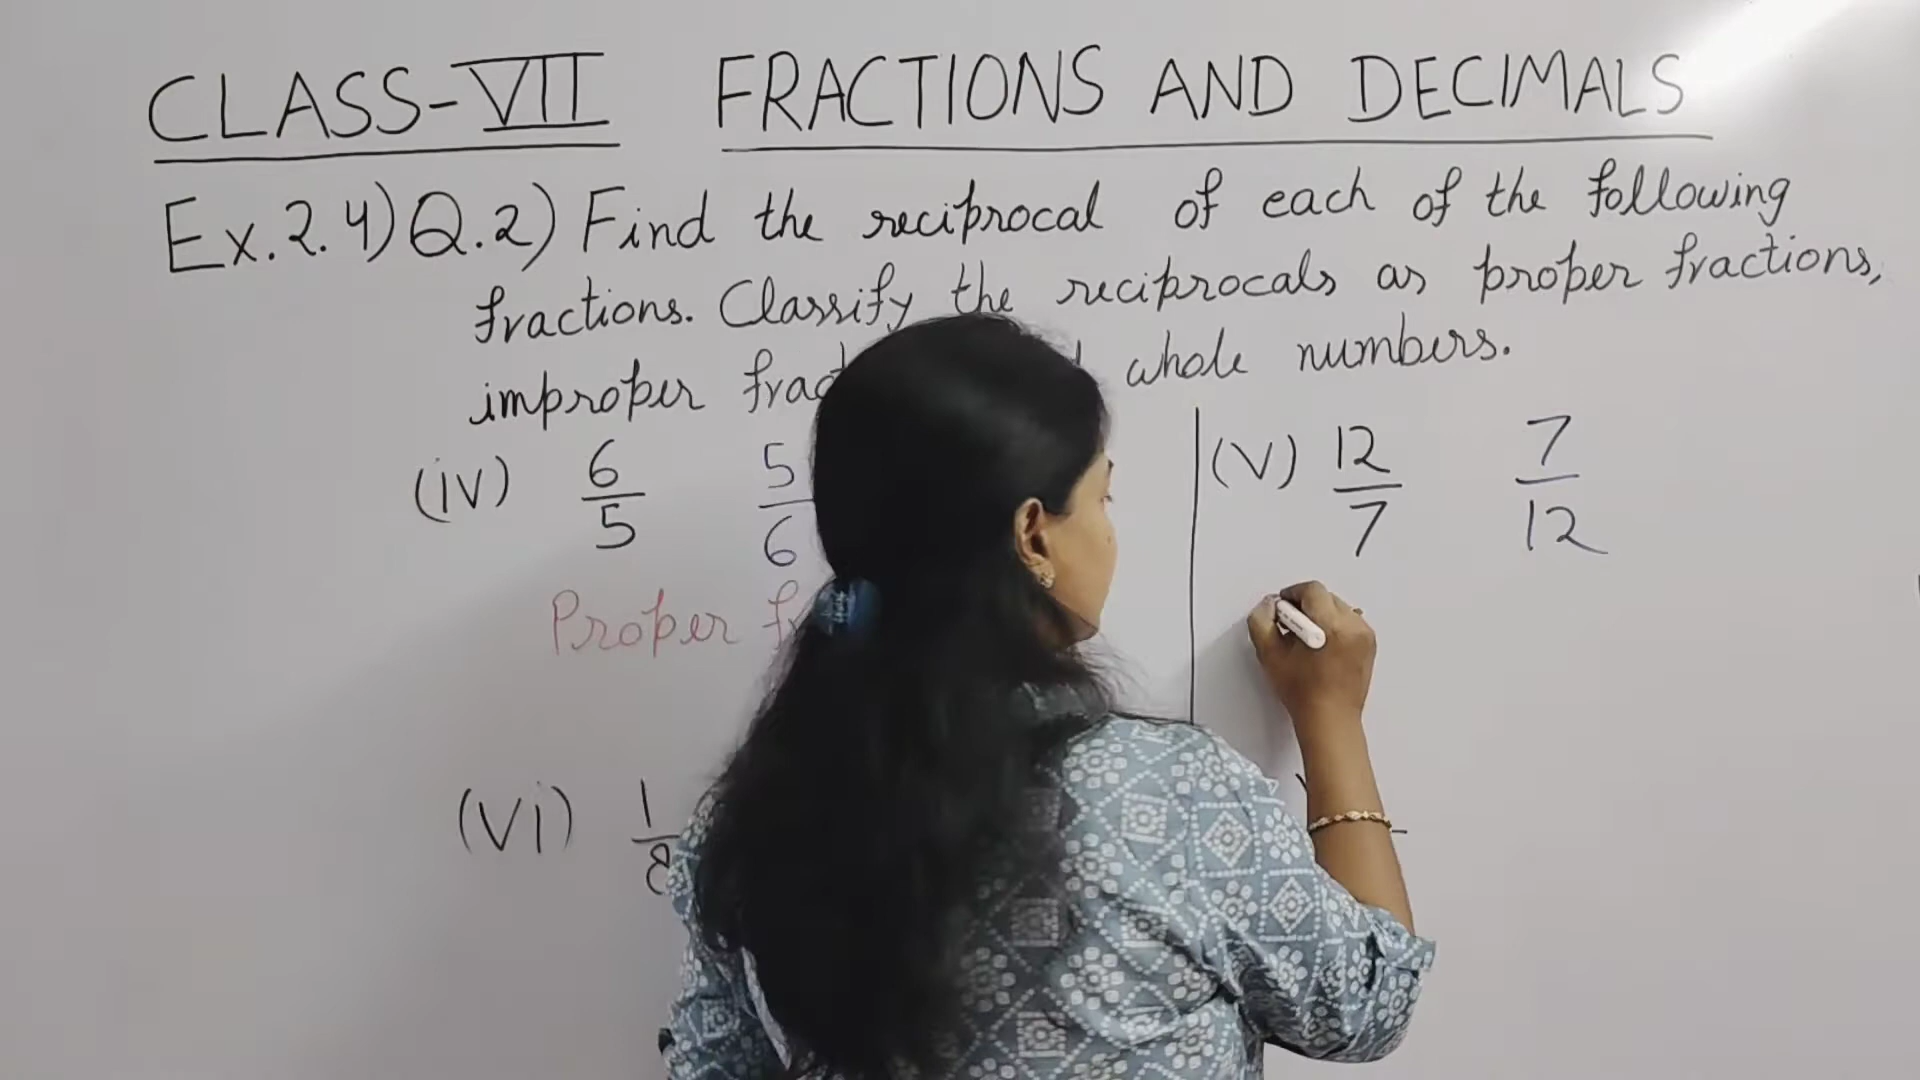 CLASS-VII FRACTIONS AND DECIMALS
Ex.2.4)Q.2) Find the reciprocal of each of the following
fractions. Classify the reciprocals as proper fractions,
improper whole numbers.
(iv) 6/5 5/6 (V) 12/7 7/12
Proper
(Vi) 1/8